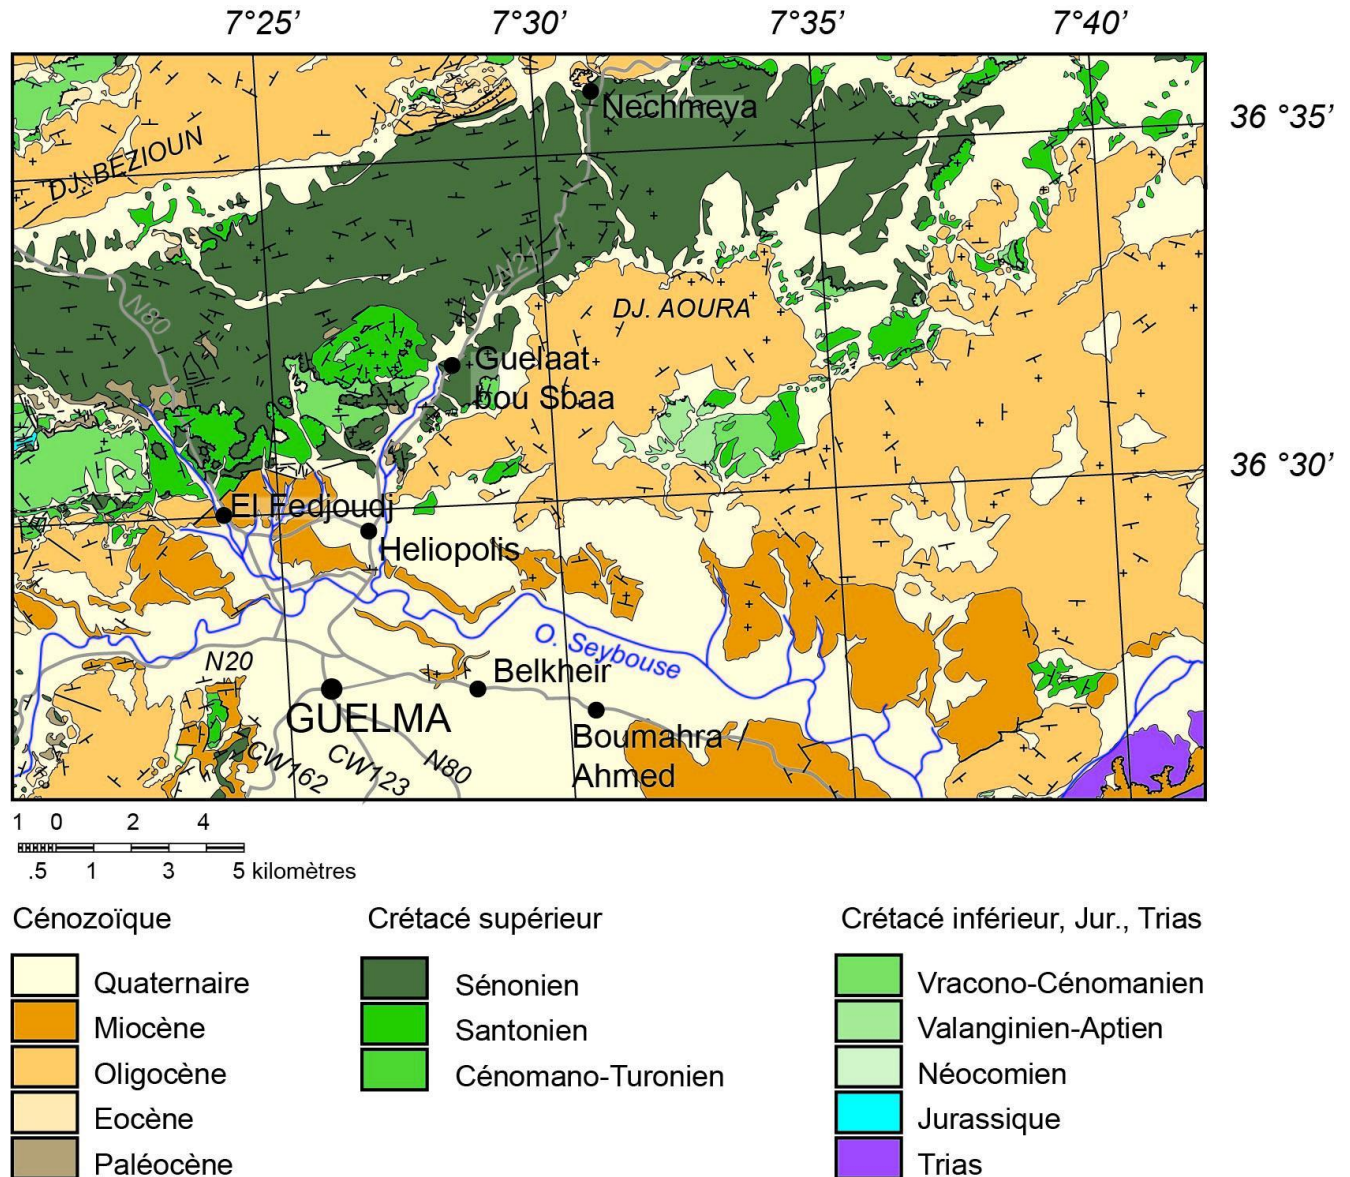 7°25’ 7°30’ 7°35’ 7°40’
Nechmeya
36 °35’
DJ. BEZIOUN
N21
N80
DJ. AOURA
Guelaat
bou Sbaa
36 °30’
El Fedjoudj
Heliopolis
O. Seybouse
N20
Belkheir
GUELMA
Boumahra
Ahmed
CW162
CW123
N80
1 0 2 4
.5 1 3 5 kilomètres
Cénozoïque
Quaternaire
Miocène
Oligocène
Eocène
Paléocène
Crétacé supérieur
Sénonien
Santonien
Cénomano-Turonien
Crétacé inférieur, Jur., Trias
Vracono-Cénomanien
Valanginien-Aptien
Néocomien
Jurassique
Trias